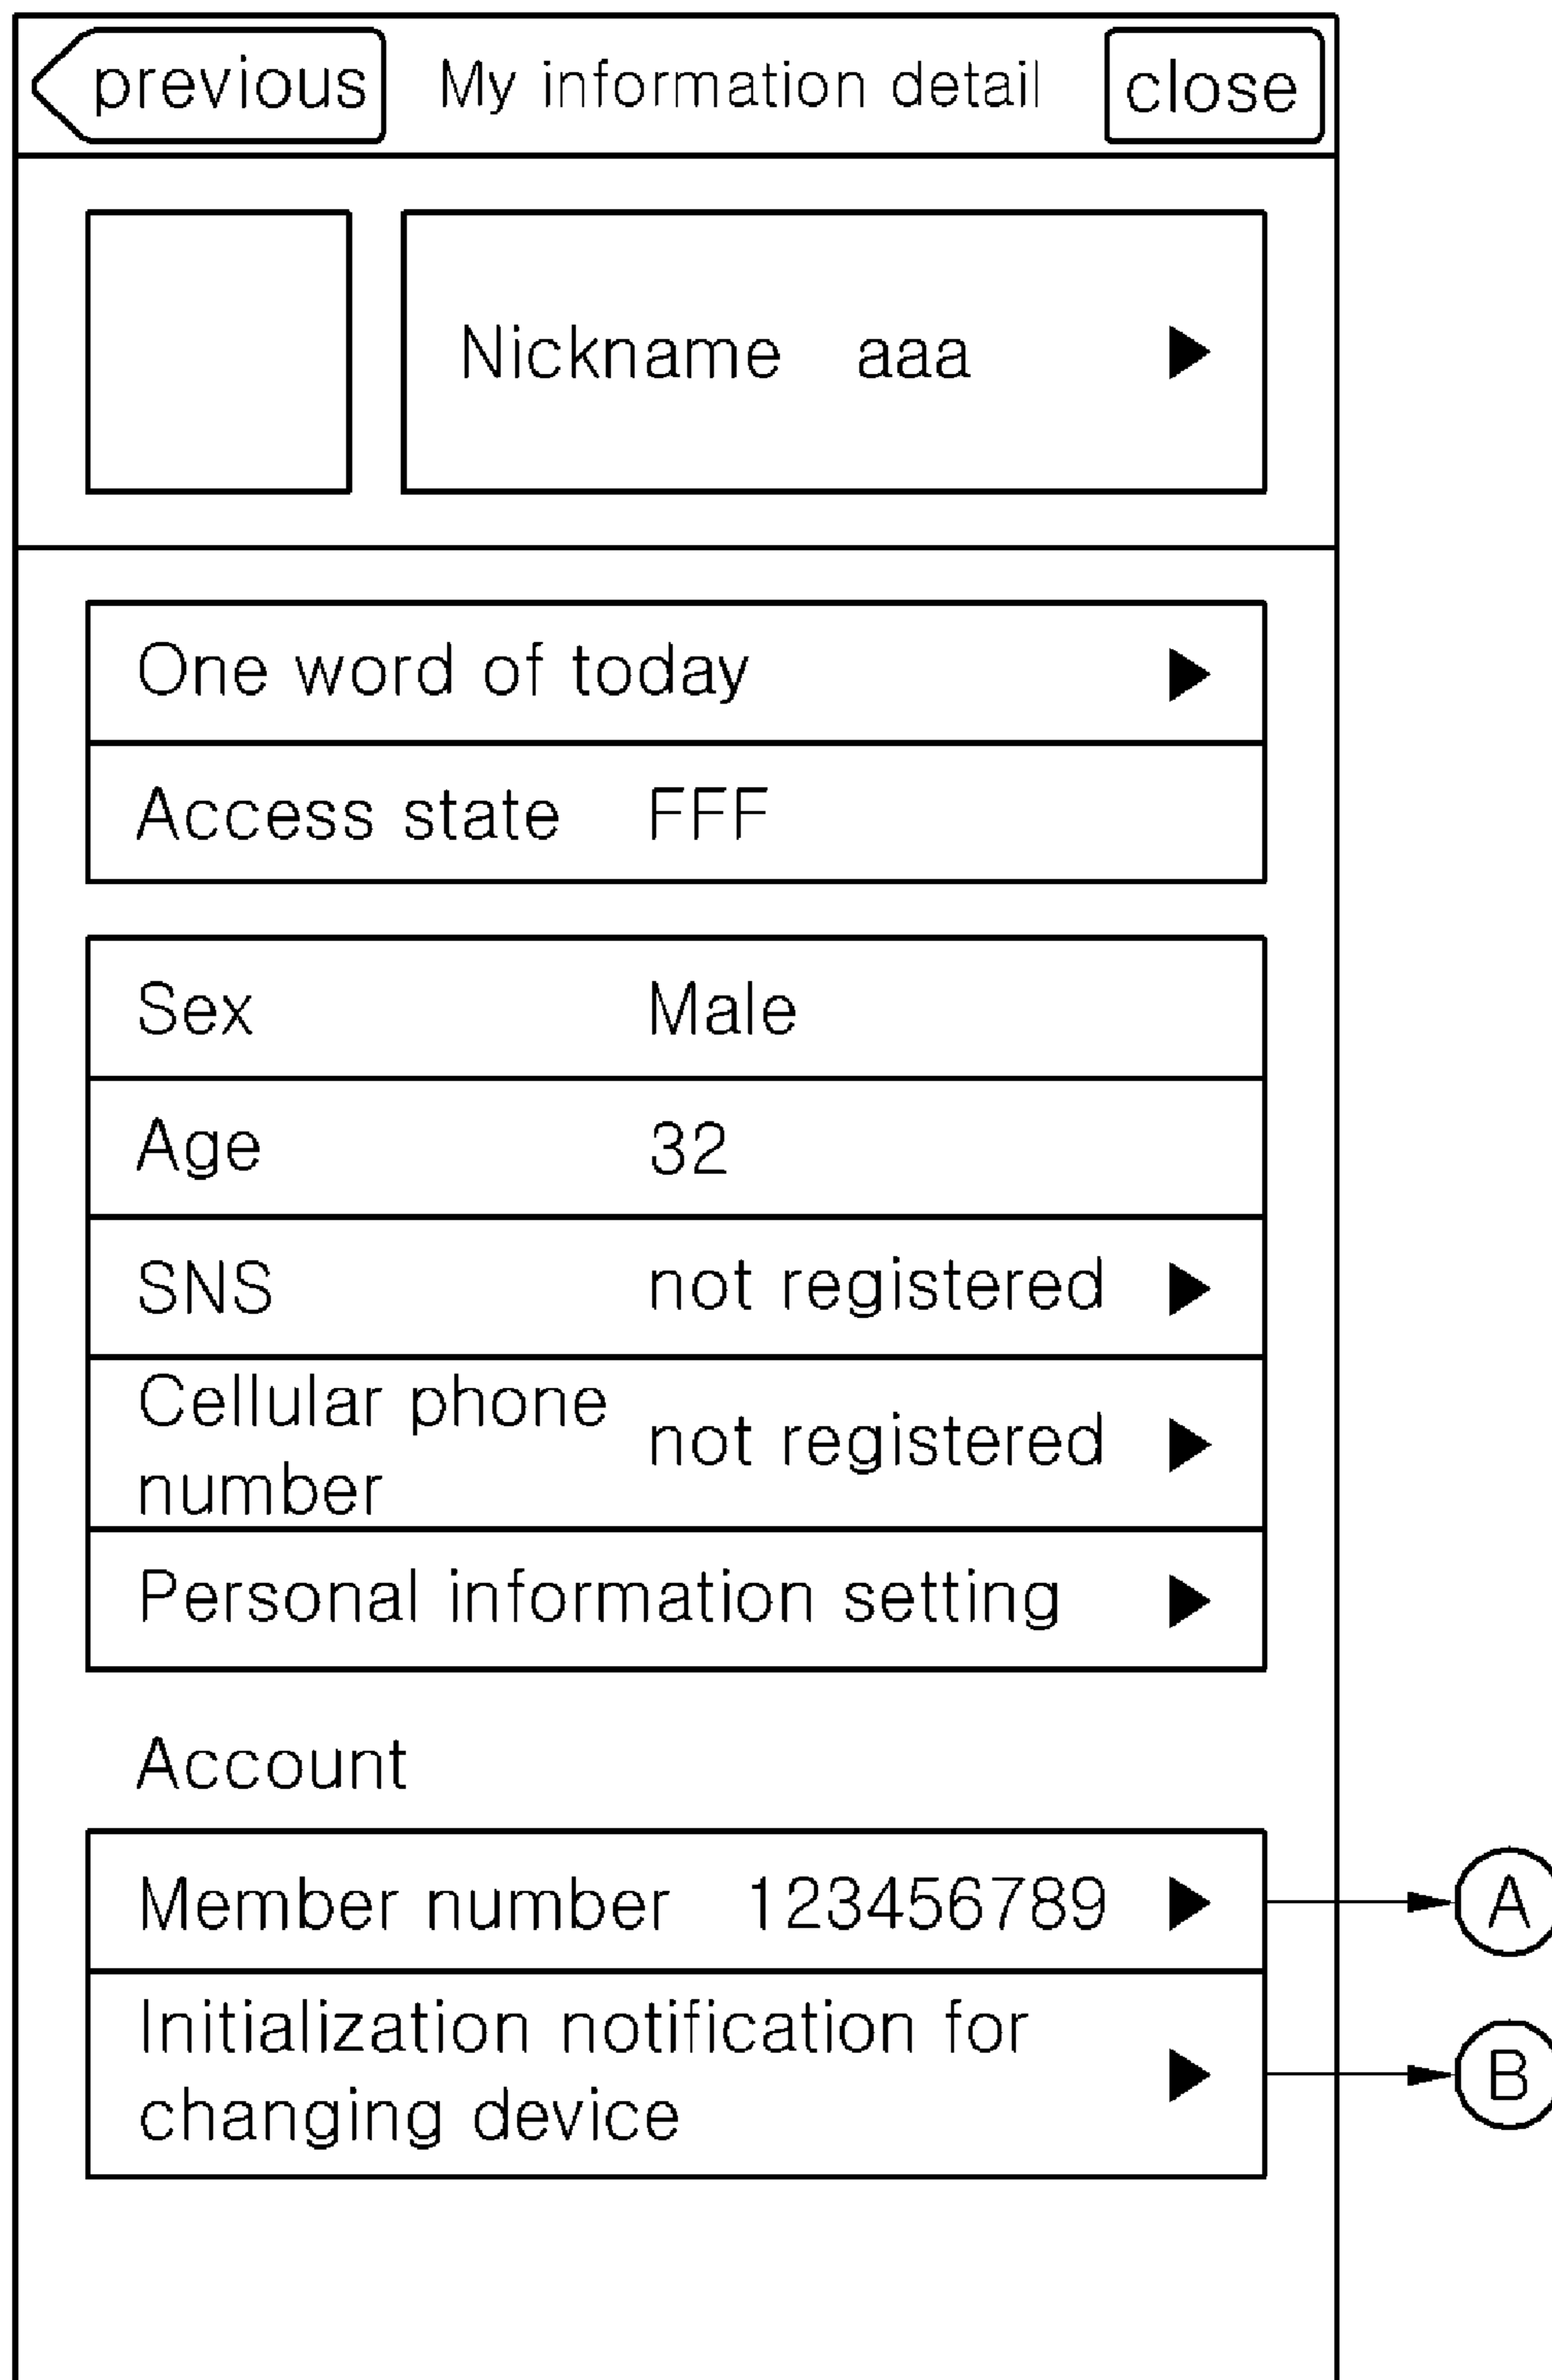 previous My information detail close
Nickname aaa
One word of today
Access state FFF
Sex Male
Age 32
SNS not registered
Cellular phone
number not registered
Personal information setting
Account
Member number 123456789 A
Initialization notification for
changing device B